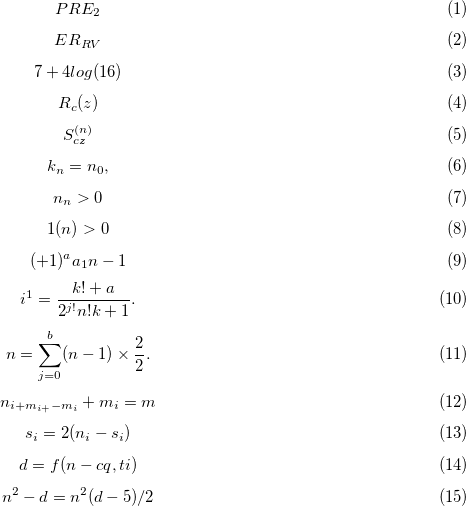 PRE_2 (1)
ER_{RV} (2)
7 + 4log(16) (3)
R_c(z) (4)
S_{cz}^{(n)} (5)
k_n = n_0, (6)
n_n > 0 (7)
1(n) > 0 (8)
(+1)^a a_1 n − 1 (9)
i^1 = \frac{k! + a}{2^{j!} n! k + 1}. (10)
n = \sum_{j=0}^{b} (n − 1) × \frac{2}{2}. (11)
n_{i+m_{i+}−m_i} + m_i = m (12)
s_i = 2(n_i − s_i) (13)
d = f(n − cq, ti) (14)
n^2 − d = n^2(d − 5)/2 (15)